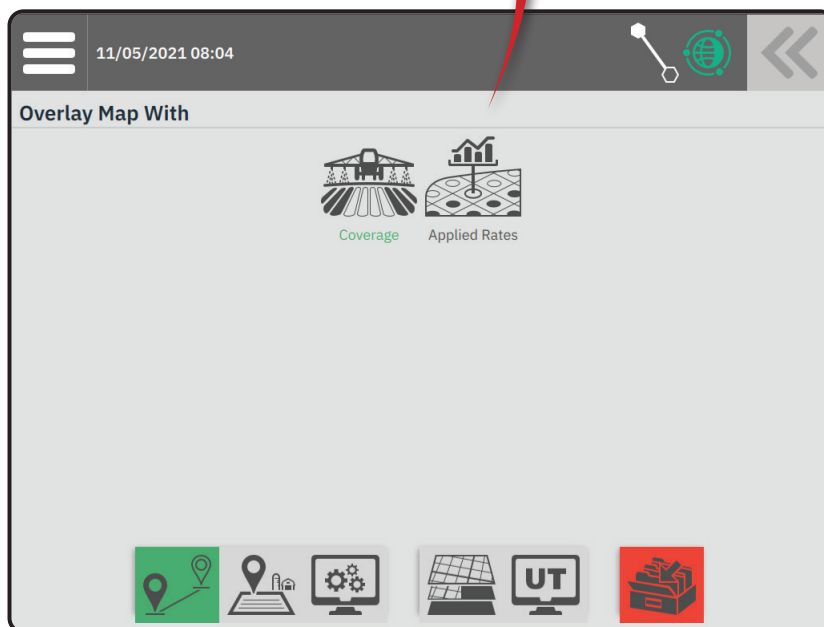 11/05/2021 08:04
Overlay Map With
Coverage
Applied Rates
UT